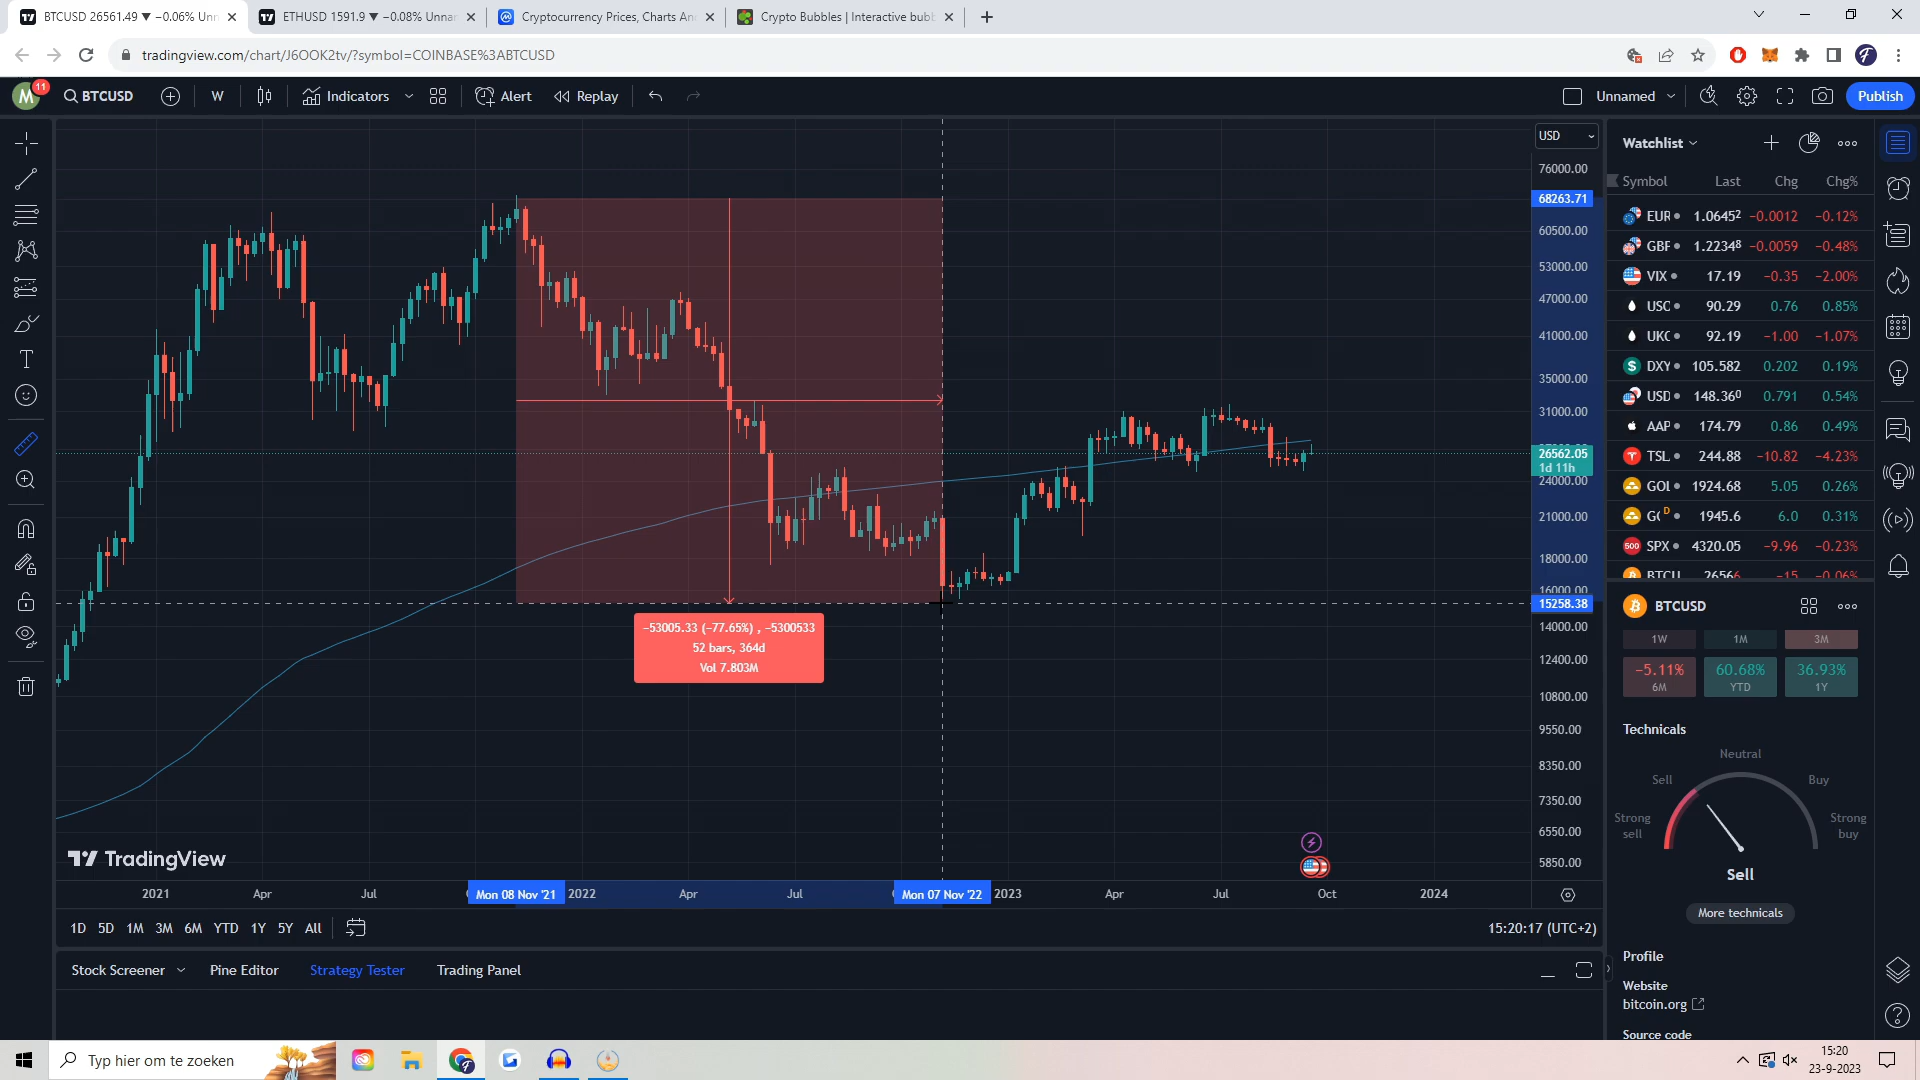 BTCUSD 26561.49 ▼ −0.06% Unn
ETHUSD 1591.9 ▼ −0.08% Unnar
Cryptocurrency Prices, Charts An
Crypto Bubbles | Interactive bubb
tradingview.com/chart/J6OOK2tv/?symbol=COINBASE%3ABTCUSD
M 11 BTCUSD W Indicators Alert Replay Unnamed Publish
USD
76000.00
68263.71
60500.00
53000.00
47000.00
41000.00
35000.00
31000.00
26562.05
1d 11h
24000.00
21000.00
18000.00
16000.00
15258.38
14000.00
12400.00
10800.00
9550.00
8350.00
7350.00
6550.00
5850.00
−53005.33 (−77.65%) , −5300533
52 bars, 364d
Vol 7.803M
TradingView
2021 Apr Jul Mon 08 Nov '21 2022 Apr Jul Mon 07 Nov '22 2023 Apr Jul Oct 2024
1D 5D 1M 3M 6M YTD 1Y 5Y All
15:20:17 (UTC+2)
Stock Screener Pine Editor Strategy Tester Trading Panel
Watchlist
Symbol Last Chg Chg%
EUR 1.06452 −0.0012 −0.12%
GBP 1.22348 −0.0059 −0.48%
VIX 17.19 −0.35 −2.00%
USC 90.29 0.76 0.85%
UKC 92.19 −1.00 −1.07%
DXY 105.582 0.202 0.19%
USD 148.360 0.791 0.54%
AAP 174.79 0.86 0.49%
TSL 244.88 −10.82 −4.23%
GOL 1924.68 5.05 0.26%
GC D 1945.6 6.0 0.31%
500 SPX 4320.05 −9.96 −0.23%
BTCU 26566 −15 −0.06%
BTCUSD
1W 1M 3M
−5.11% 60.68% 36.93%
6M YTD 1Y
Technicals
Neutral
Sell Buy
Strong sell
Strong buy
Sell
More technicals
Profile
Website
bitcoin.org
Source code
Typ hier om te zoeken
15:20
23-9-2023